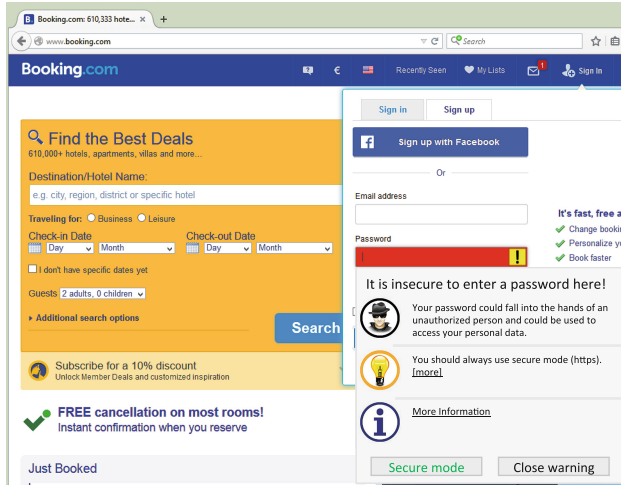 Booking.com: 610,333 hote... ×
www.booking.com
Search
Booking.com
€
Recently Seen
My Lists
1
Sign In
Sign in
Sign up
f Sign up with Facebook
Or
Email address
Password
It's fast, free a
Change bookin
Personalize yo
Book faster
Find the Best Deals
610,000+ hotels, apartments, villas and more...
Destination/Hotel Name:
e.g. city, region, district or specific hotel
Traveling for: Business Leisure
Check-in Date
Check-out Date
Day Month
Day Month
I don't have specific dates yet
Guests 2 adults, 0 children
Additional search options
Search
Subscribe for a 10% discount
Unlock Member Deals and customized inspiration
FREE cancellation on most rooms!
Instant confirmation when you reserve
Just Booked
It is insecure to enter a password here!
Your password could fall into the hands of an
unauthorized person and could be used to
access your personal data.
You should always use secure mode (https).
[more]
More Information
Secure mode
Close warning